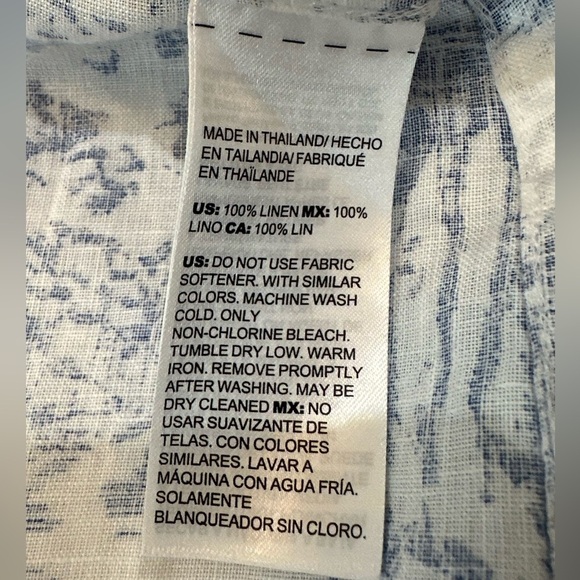 MADE IN THAILAND/ HECHO
EN TAILANDIA/ FABRIQUÉ
EN THAÏLANDE
US: 100% LINEN MX: 100%
LINO CA: 100% LIN
US: DO NOT USE FABRIC
SOFTENER. WITH SIMILAR
COLORS. MACHINE WASH
COLD. ONLY
NON-CHLORINE BLEACH.
TUMBLE DRY LOW. WARM
IRON. REMOVE PROMPTLY
AFTER WASHING. MAY BE
DRY CLEANED MX: NO
USAR SUAVIZANTE DE
TELAS. CON COLORES
SIMILARES. LAVAR A
MÁQUINA CON AGUA FRÍA.
SOLAMENTE
BLANQUEADOR SIN CLORO.